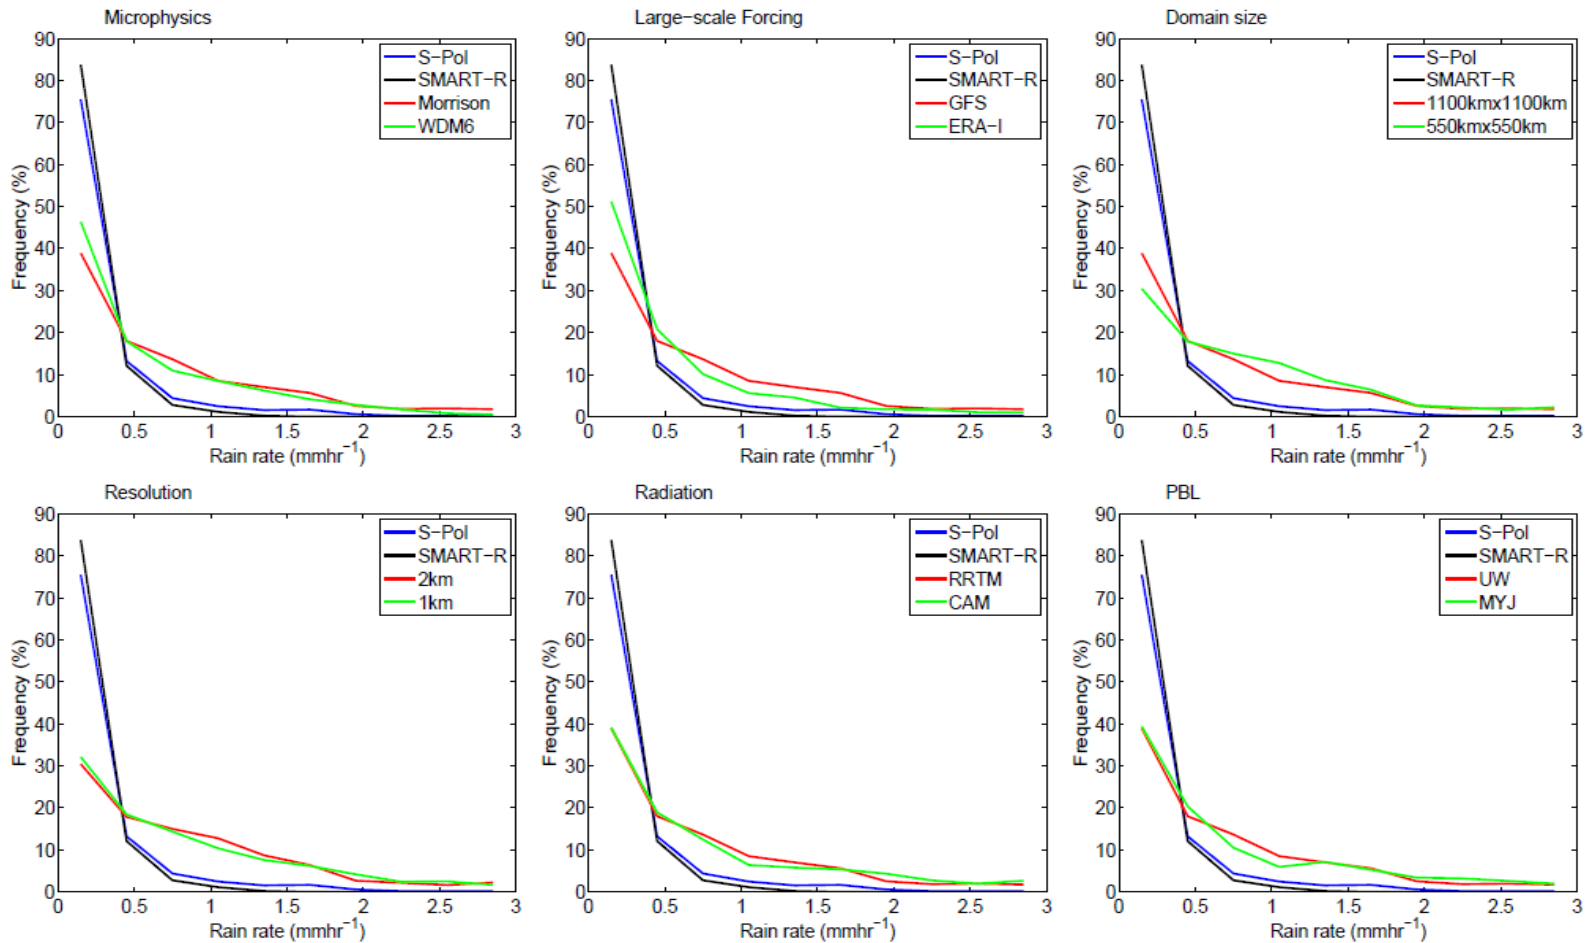 Microphysics
90
80
70
60
50
40
30
20
10
0
Frequency (%)
S−Pol
SMART−R
Morrison
WDM6
0 0.5 1 1.5 2 2.5 3
Rain rate (mmhr−1)
Large−scale Forcing
90
80
70
60
50
40
30
20
10
0
Frequency (%)
S−Pol
SMART−R
GFS
ERA−I
0 0.5 1 1.5 2 2.5 3
Rain rate (mmhr−1)
Domain size
90
80
70
60
50
40
30
20
10
0
Frequency (%)
S−Pol
SMART−R
1100kmx1100km
550kmx550km
0 0.5 1 1.5 2 2.5 3
Rain rate (mmhr−1)
Resolution
90
80
70
60
50
40
30
20
10
0
Frequency (%)
S−Pol
SMART−R
2km
1km
0 0.5 1 1.5 2 2.5 3
Rain rate (mmhr−1)
Radiation
90
80
70
60
50
40
30
20
10
0
Frequency (%)
S−Pol
SMART−R
RRTM
CAM
0 0.5 1 1.5 2 2.5 3
Rain rate (mmhr−1)
PBL
90
80
70
60
50
40
30
20
10
0
Frequency (%)
S−Pol
SMART−R
UW
MYJ
0 0.5 1 1.5 2 2.5 3
Rain rate (mmhr−1)